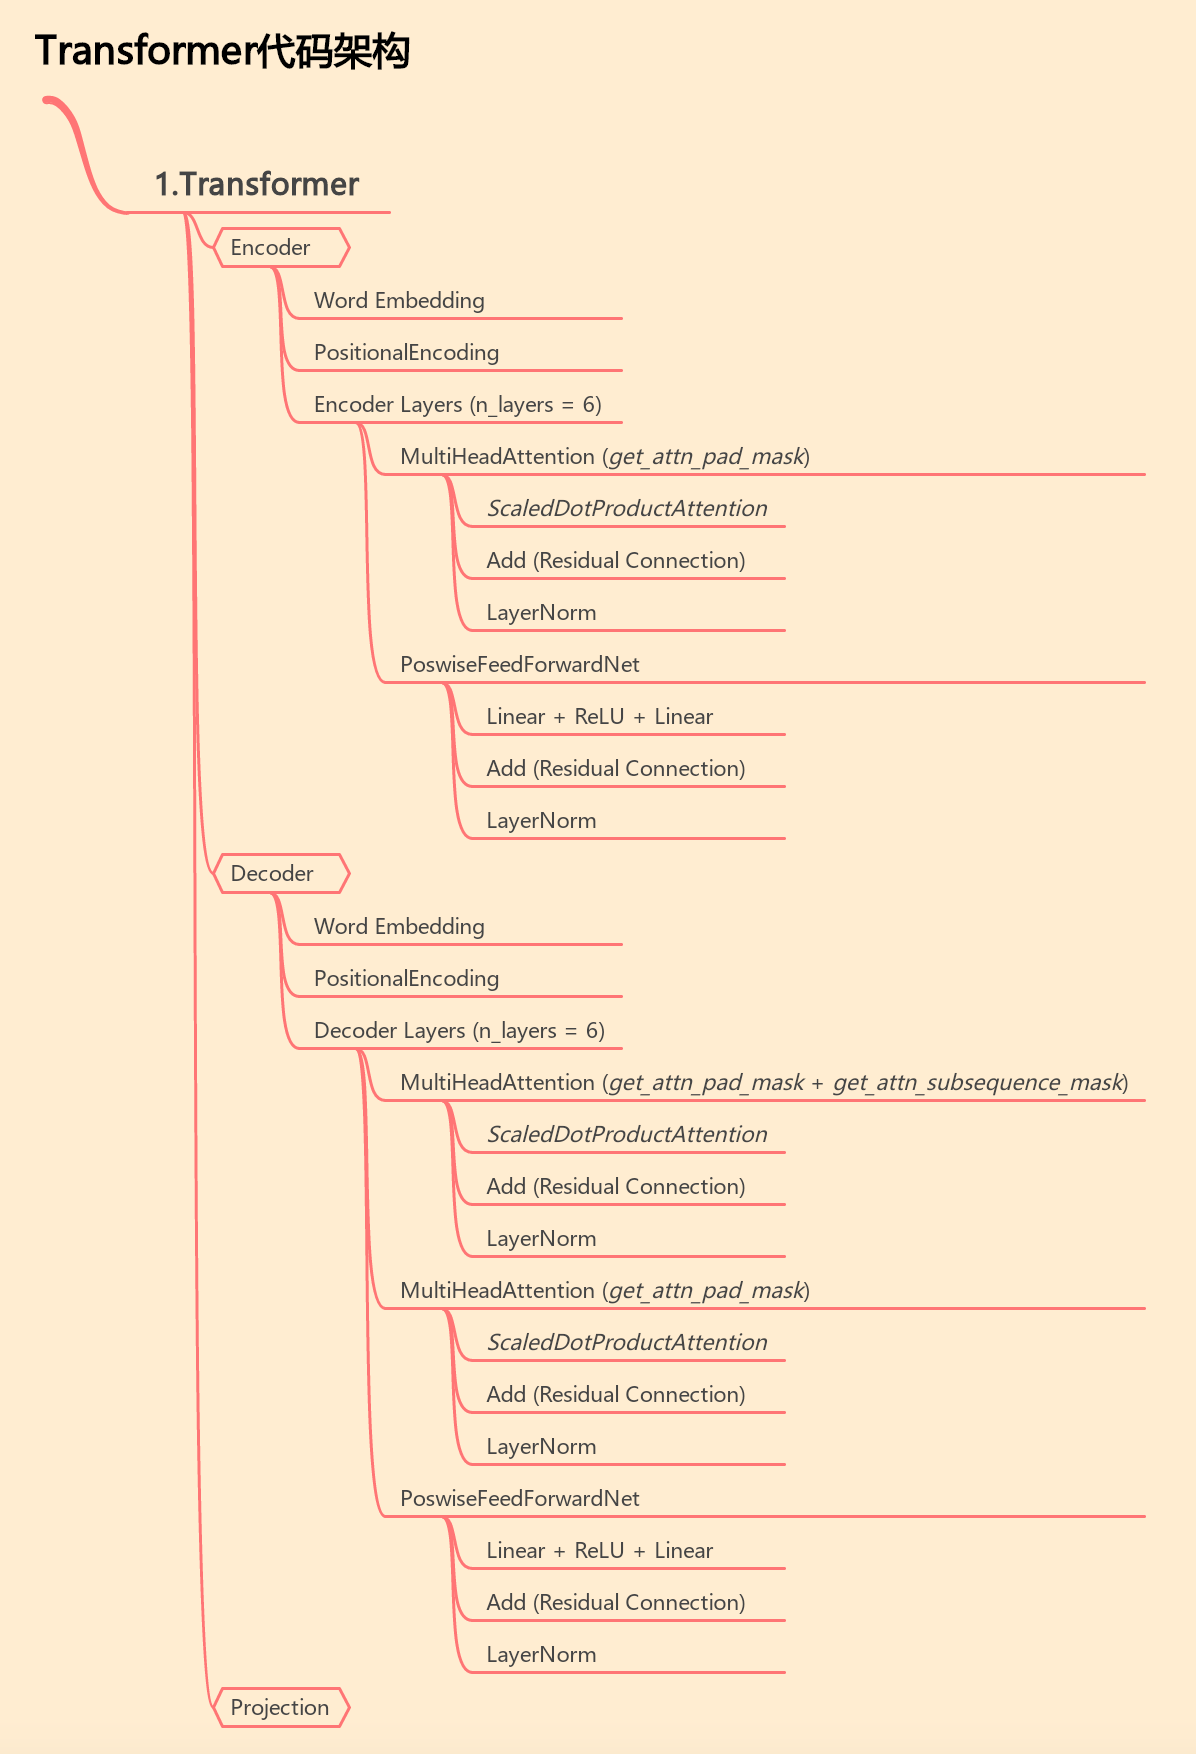 Transformer代码架构
1.Transformer
Encoder
Word Embedding
PositionalEncoding
Encoder Layers (n_layers = 6)
MultiHeadAttention (get_attn_pad_mask)
ScaledDotProductAttention
Add (Residual Connection)
LayerNorm
PoswiseFeedForwardNet
Linear + ReLU + Linear
Add (Residual Connection)
LayerNorm
Decoder
Word Embedding
PositionalEncoding
Decoder Layers (n_layers = 6)
MultiHeadAttention (get_attn_pad_mask + get_attn_subsequence_mask)
ScaledDotProductAttention
Add (Residual Connection)
LayerNorm
MultiHeadAttention (get_attn_pad_mask)
ScaledDotProductAttention
Add (Residual Connection)
LayerNorm
PoswiseFeedForwardNet
Linear + ReLU + Linear
Add (Residual Connection)
LayerNorm
Projection